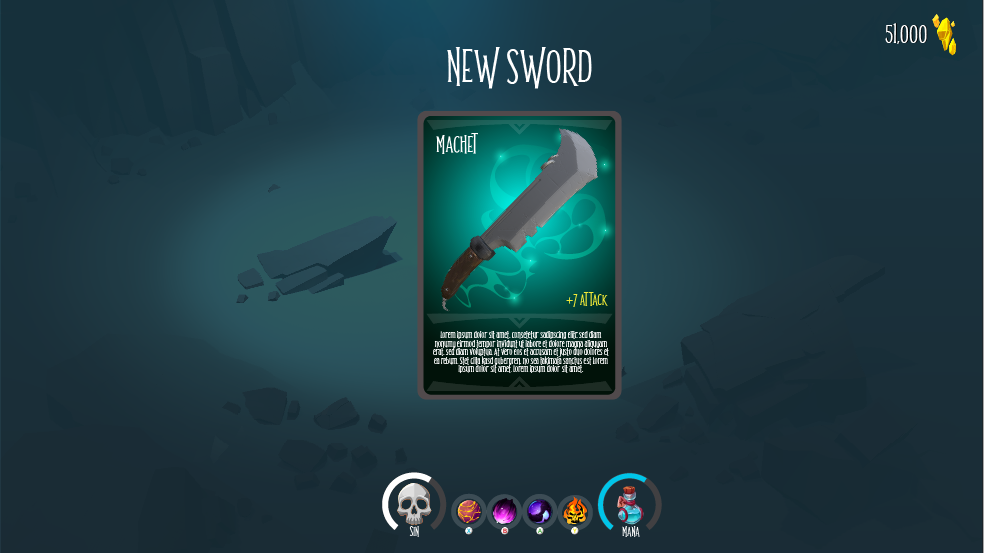 51,000
NEW SWORD
MACHET
+7 ATTACK
Lorem ipsum dolor sit amet, consetetur sadipscing elitr, sed diam
nonumy eirmod tempor invidunt ut labore et dolore magna aliquyam
erat, sed diam voluptua. At vero eos et accusam et justo duo dolores et
ea rebum. Stet clita kasd gubergren, no sea takimata sanctus est Lorem
ipsum dolor sit amet. Lorem ipsum dolor sit amet,
SIN
MANA
X
B
A
Y